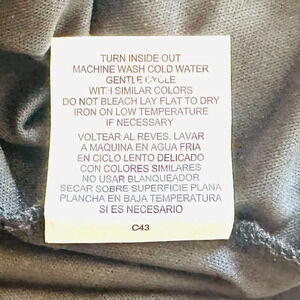 TURN INSIDE OUT
MACHINE WASH COLD WATER
GENTLE CYCLE
WITH SIMILAR COLORS
DO NOT BLEACH LAY FLAT TO DRY
IRON ON LOW TEMPERATURE
IF NECESSARY
VOLTEAR AL REVES. LAVAR
A MAQUINA EN AGUA FRIA
EN CICLO LENTO DELICADO
CON COLORES SIMILARES
NO USAR BLANQUEADOR
SECAR SOBRE SUPERFICIE PLANA
PLANCHA EN BAJA TEMPERATURA
SI ES NECESARIO
C43